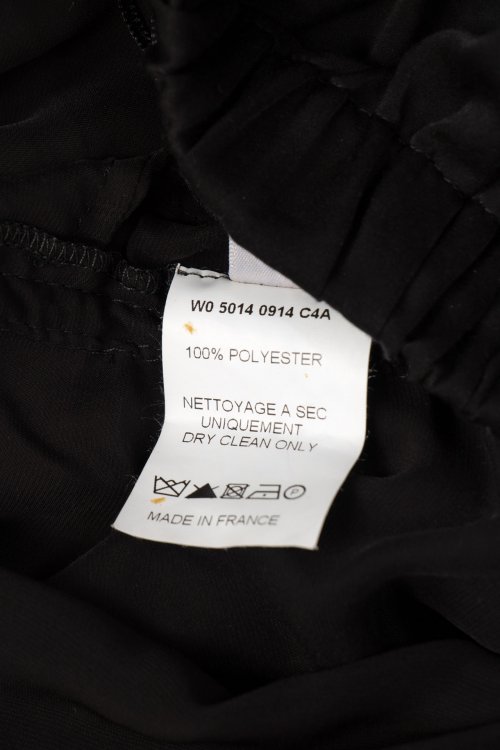 W0 5014 0914 C4A
100% POLYESTER
NETTOYAGE A SEC
UNIQUEMENT
DRY CLEAN ONLY
P
MADE IN FRANCE